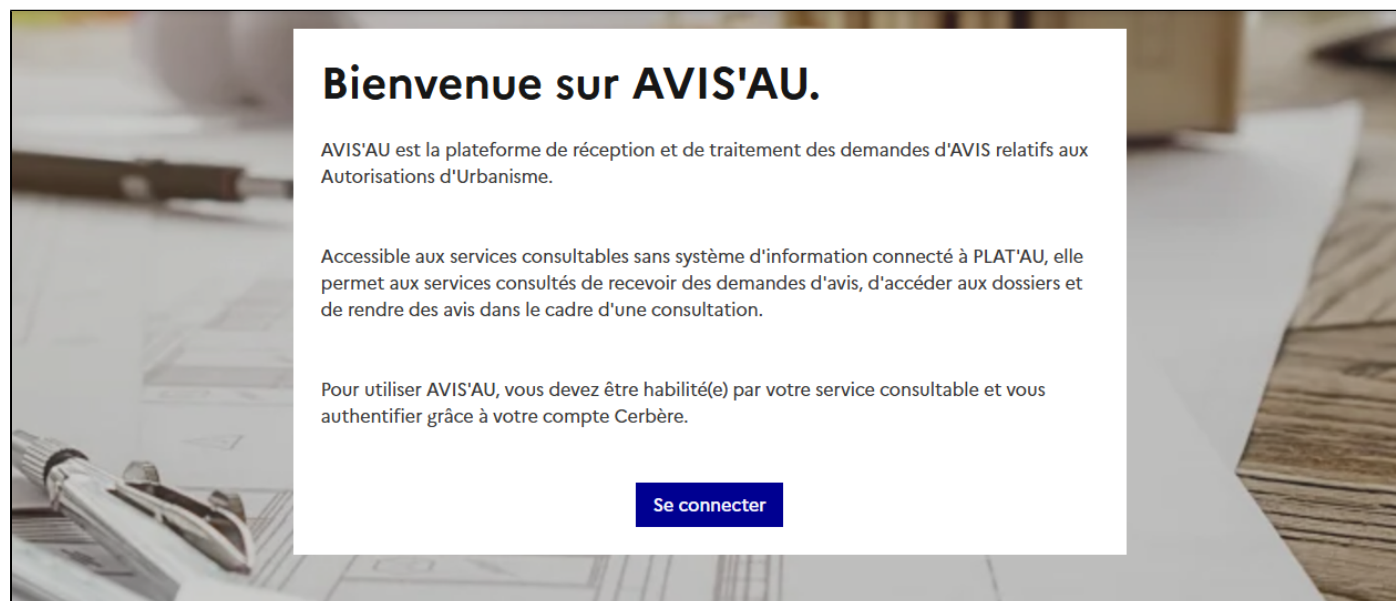 Bienvenue sur AVIS'AU.
AVIS'AU est la plateforme de réception et de traitement des demandes d'AVIS relatifs aux
Autorisations d'Urbanisme.
Accessible aux services consultables sans système d'information connecté à PLAT'AU, elle
permet aux services consultés de recevoir des demandes d'avis, d'accéder aux dossiers et
de rendre des avis dans le cadre d'une consultation.
Pour utiliser AVIS'AU, vous devez être habilité(e) par votre service consultable et vous
authentifier grâce à votre compte Cerbère.
Se connecter